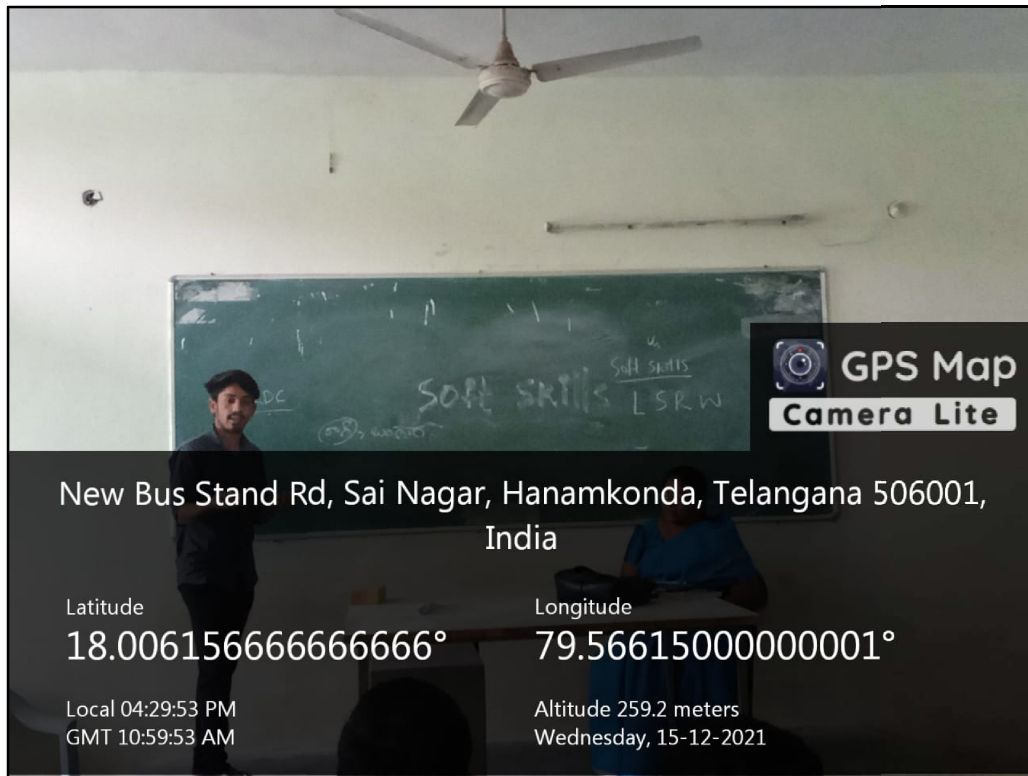 Soft Skills
LSRW
Soft Skills
GPS Map
Camera Lite
New Bus Stand Rd, Sai Nagar, Hanamkonda, Telangana 506001,
India
Latitude
18.006156666666666°
Longitude
79.56615000000001°
Local 04:29:53 PM
GMT 10:59:53 AM
Altitude 259.2 meters
Wednesday, 15-12-2021